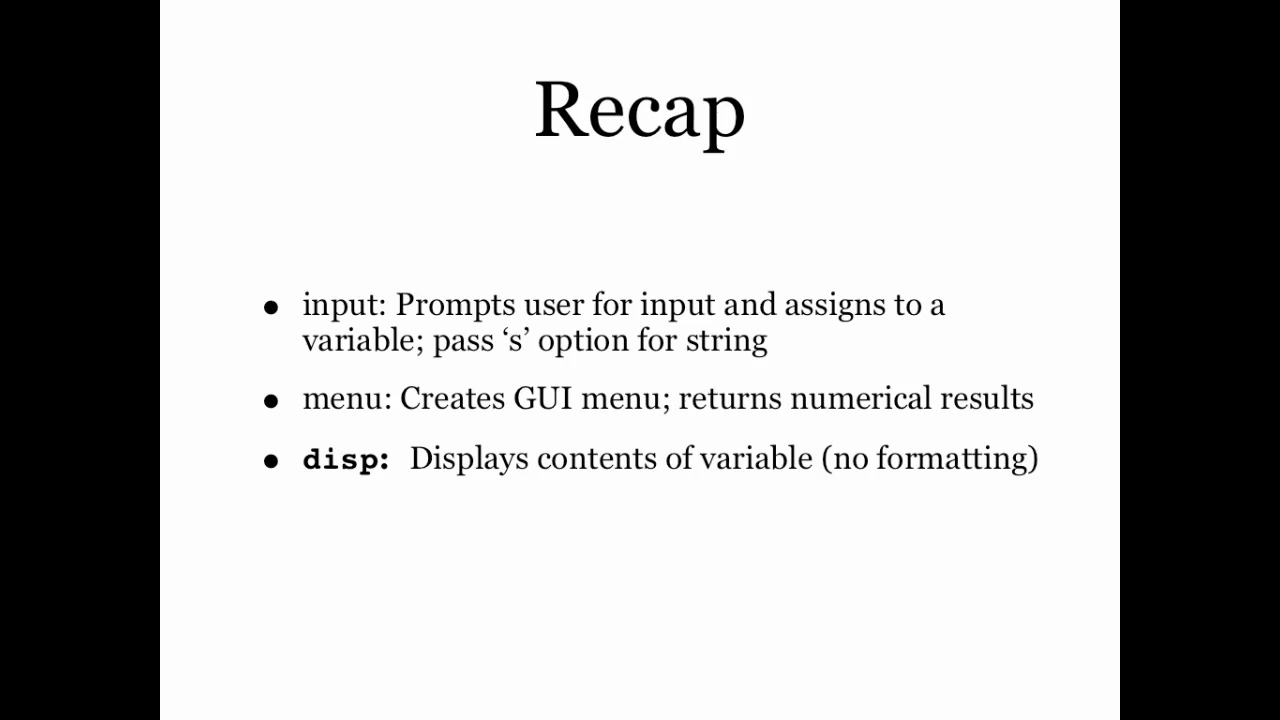 Recap
● input: Prompts user for input and assigns to a
variable; pass ‘s’ option for string
● menu: Creates GUI menu; returns numerical results
● disp: Displays contents of variable (no formatting)